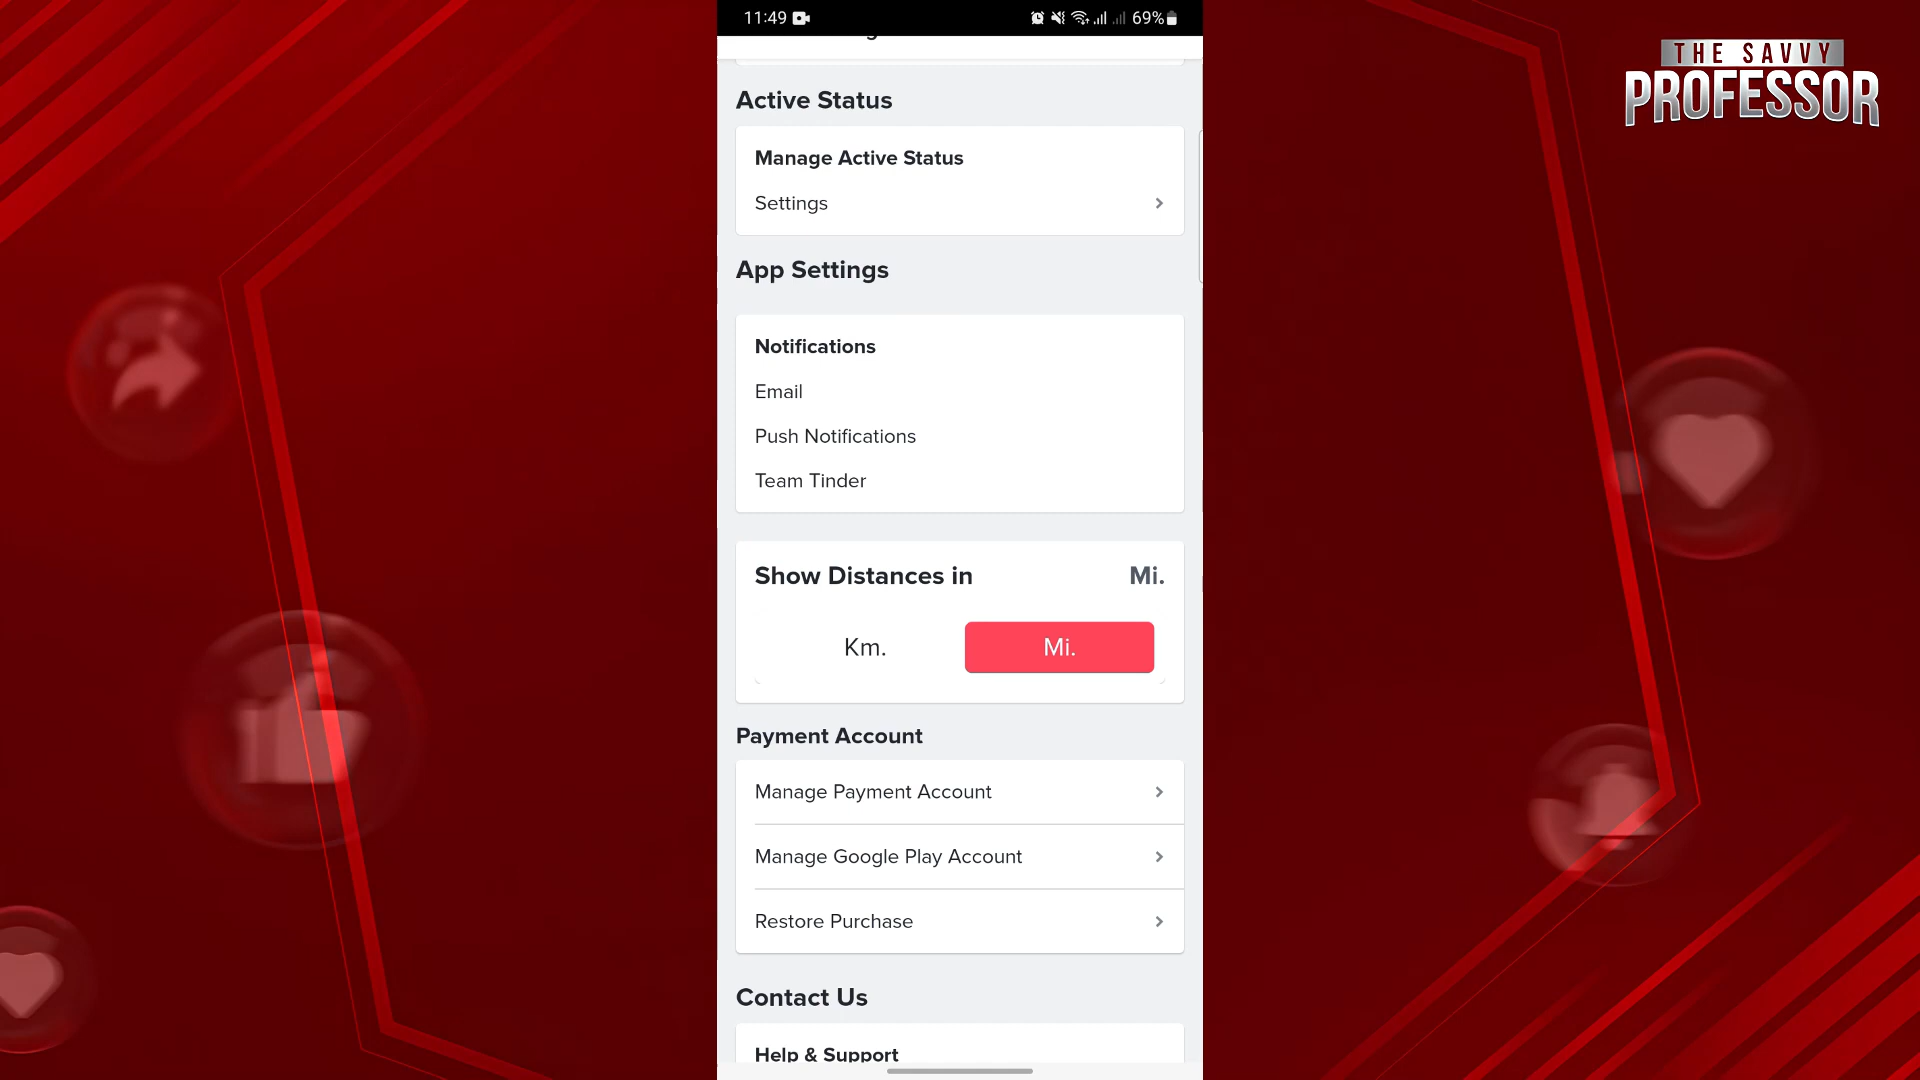 11:49
69%
THE SAVVY
PROFESSOR
Active Status
Manage Active Status
Settings
App Settings
Notifications
Email
Push Notifications
Team Tinder
Show Distances in Mi.
Km. Mi.
Payment Account
Manage Payment Account
Manage Google Play Account
Restore Purchase
Contact Us
Help & Support